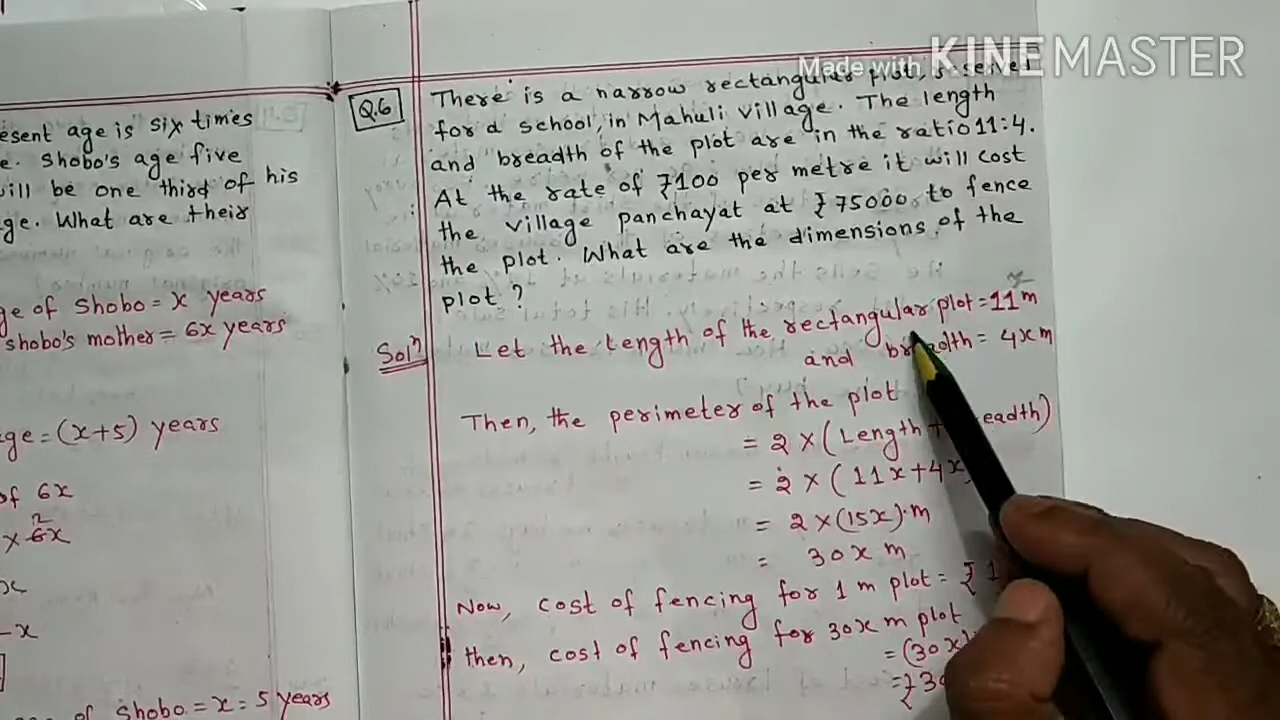 Made with KINEMASTER
esent age is six times
e. Shobo's age five
ill be one third of his
ge. What are their
ge of Shobo = x years
shobo's mother = 6x years
ge = (x+5) years
of 6x
2
× 6x
x
- x
of shobo = x = 5 years
Q.6 There is a narrow rectangular plot,
for a school, in Mahuli village. The length
and breadth of the plot are in the ratio 11:4.
At the rate of ₹100 per metre it will cost
the village panchayat at ₹75000 to fence
the plot. What are the dimensions of the
plot ?
Solⁿ Let the length of the rectangular plot = 11x m
and breadth = 4x m
Then, the perimeter of the plot
= 2 × (Length + eadth)
= 2 × (11x+4x
= 2 × (15x) m
= 30x m
Now, cost of fencing for 1 m plot = ₹ 1
then, cost of fencing for 30x m plot
= (30x)
= ₹ 30